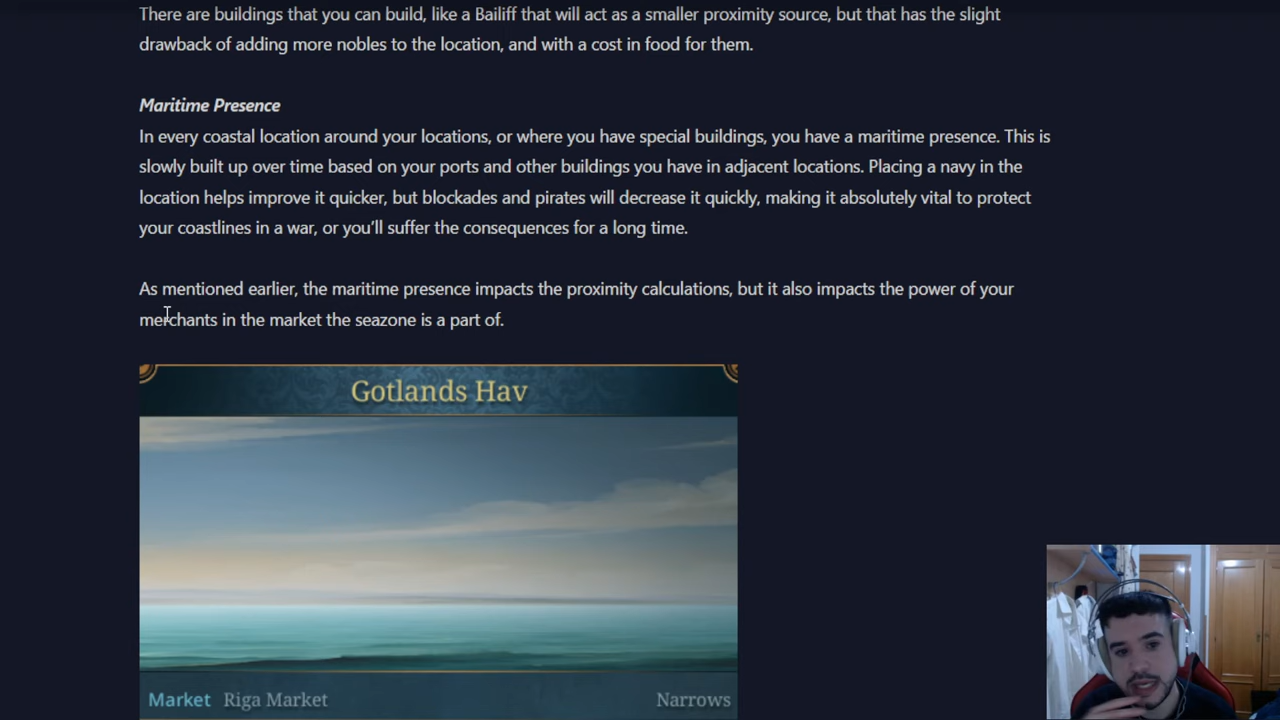 There are buildings that you can build, like a Bailiff that will act as a smaller proximity source, but that has the slight
drawback of adding more nobles to the location, and with a cost in food for them.
Maritime Presence
In every coastal location around your locations, or where you have special buildings, you have a maritime presence. This is
slowly built up over time based on your ports and other buildings you have in adjacent locations. Placing a navy in the
location helps improve it quicker, but blockades and pirates will decrease it quickly, making it absolutely vital to protect
your coastlines in a war, or you’ll suffer the consequences for a long time.
As mentioned earlier, the maritime presence impacts the proximity calculations, but it also impacts the power of your
merchants in the market the seazone is a part of.
Gotlands Hav
Market Riga Market Narrows